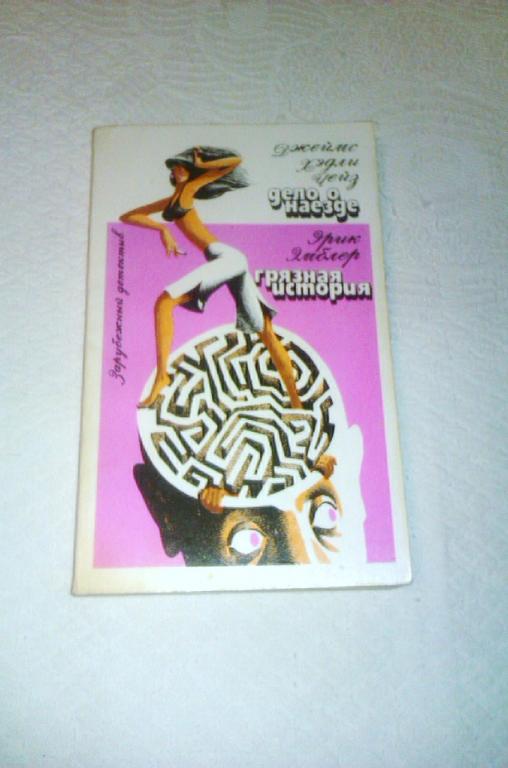 Джеймс
Хэдли
Чейз
дело о
наезде
Эрик
Эмблер
грязная
история
Зарубежный детектив